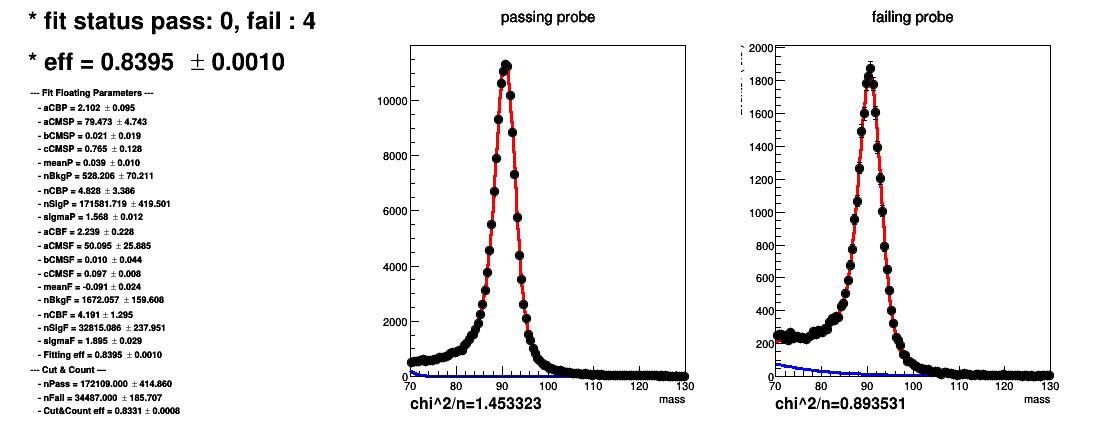 * fit status pass: 0, fail : 4
* eff = 0.8395 ± 0.0010
--- Fit Floating Parameters ---
- aCBP = 2.102 ± 0.095
- aCMSP = 79.473 ± 4.743
- bCMSP = 0.021 ± 0.019
- cCMSP = 0.765 ± 0.128
- meanP = 0.039 ± 0.010
- nBkgP = 528.206 ± 70.211
- nCBP = 4.828 ± 3.386
- nSigP = 171581.719 ± 419.501
- sigmaP = 1.568 ± 0.012
- aCBF = 2.239 ± 0.228
- aCMSF = 50.095 ± 25.885
- bCMSF = 0.010 ± 0.044
- cCMSF = 0.097 ± 0.008
- meanF = -0.091 ± 0.024
- nBkgF = 1672.057 ± 159.608
- nCBF = 4.191 ± 1.295
- nSigF = 32815.086 ± 237.951
- sigmaF = 1.895 ± 0.029
- Fitting eff = 0.8395 ± 0.0010
--- Cut & Count ---
- nPass = 172109.000 ± 414.860
- nFail = 34487.000 ± 185.707
- Cut&Count eff = 0.8331 ± 0.0008
passing probe
10000
8000
6000
4000
2000
0
70 80 90 100 110 120 130
mass
chi^2/n=1.453323
failing probe
2000
1800
1600
1400
1200
1000
800
600
400
200
0
70 80 90 100 110 120 130
mass
chi^2/n=0.893531